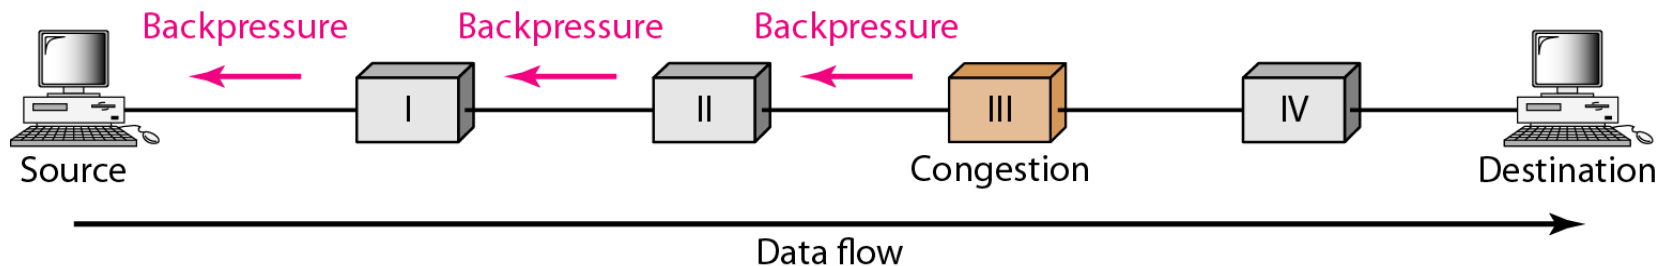 Backpressure Backpressure Backpressure
I II III IV
Source Congestion Destination
Data flow